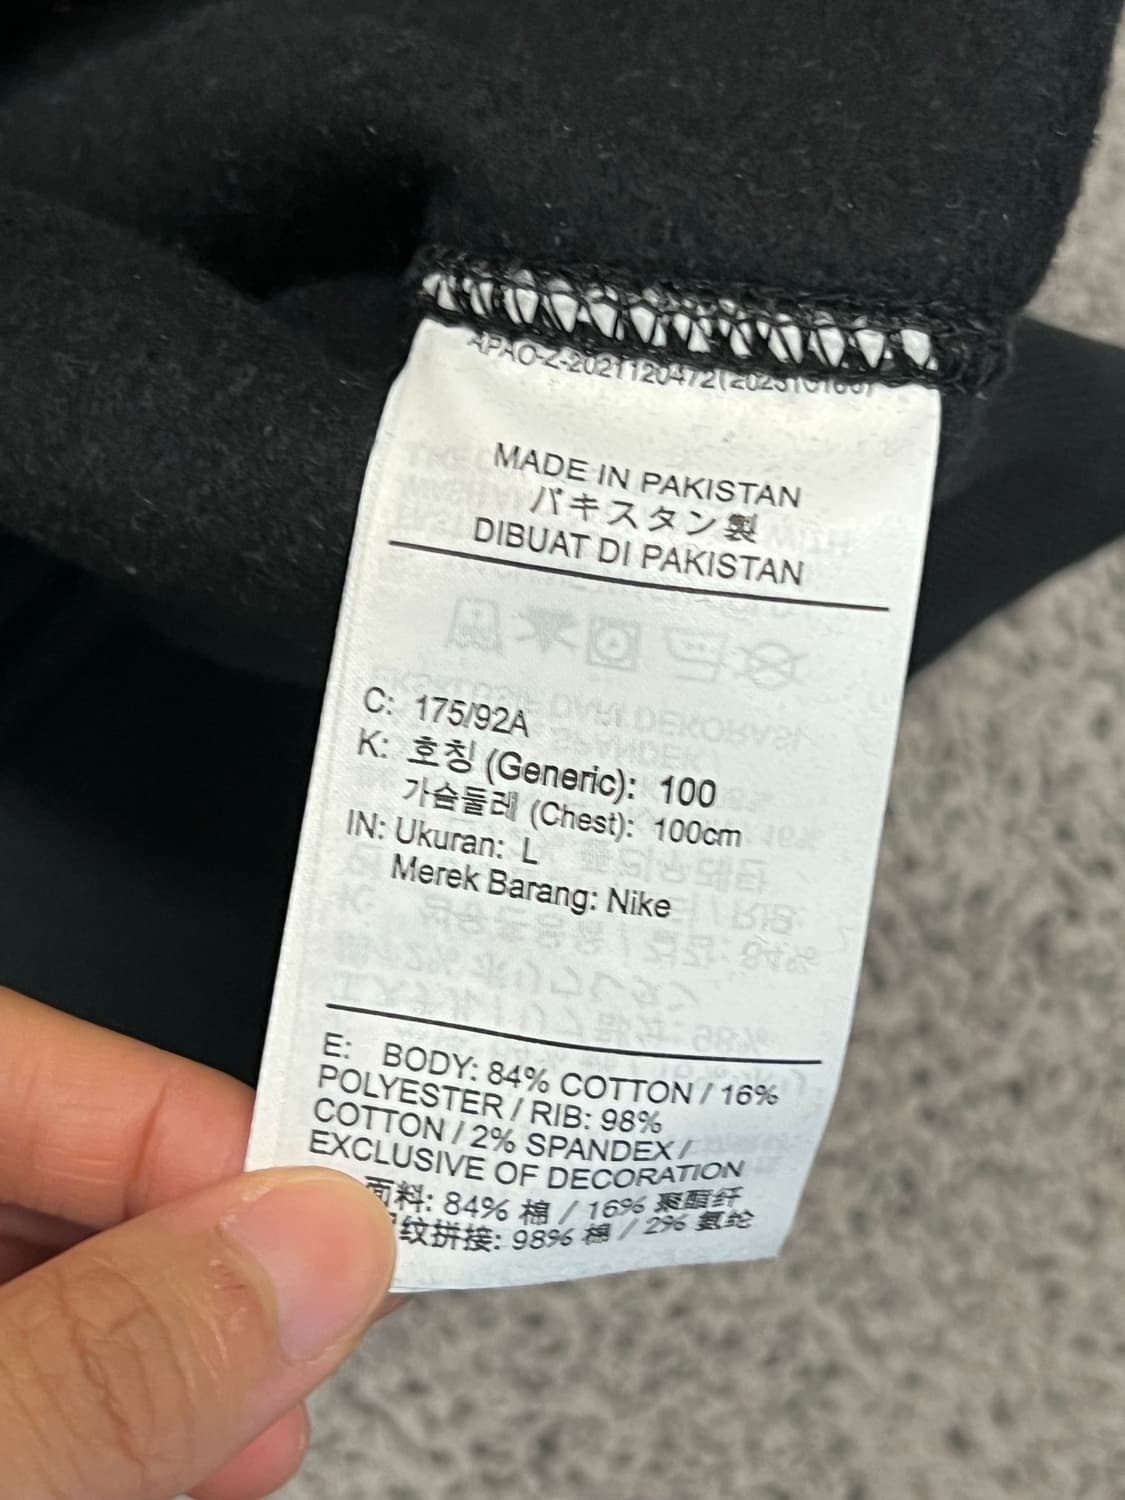 MADE IN PAKISTAN
パキスタン製
DIBUAT DI PAKISTAN
C: 175/92A
K: 호칭 (Generic): 100
가슴둘레 (Chest): 100cm
IN: Ukuran: L
Merek Barang: Nike
E: BODY: 84% COTTON / 16%
POLYESTER / RIB: 98%
COTTON / 2% SPANDEX /
EXCLUSIVE OF DECORATION
面料: 84% 棉 / 16% 聚酯纤
纹拼接: 98% 棉 / 2% 氨纶